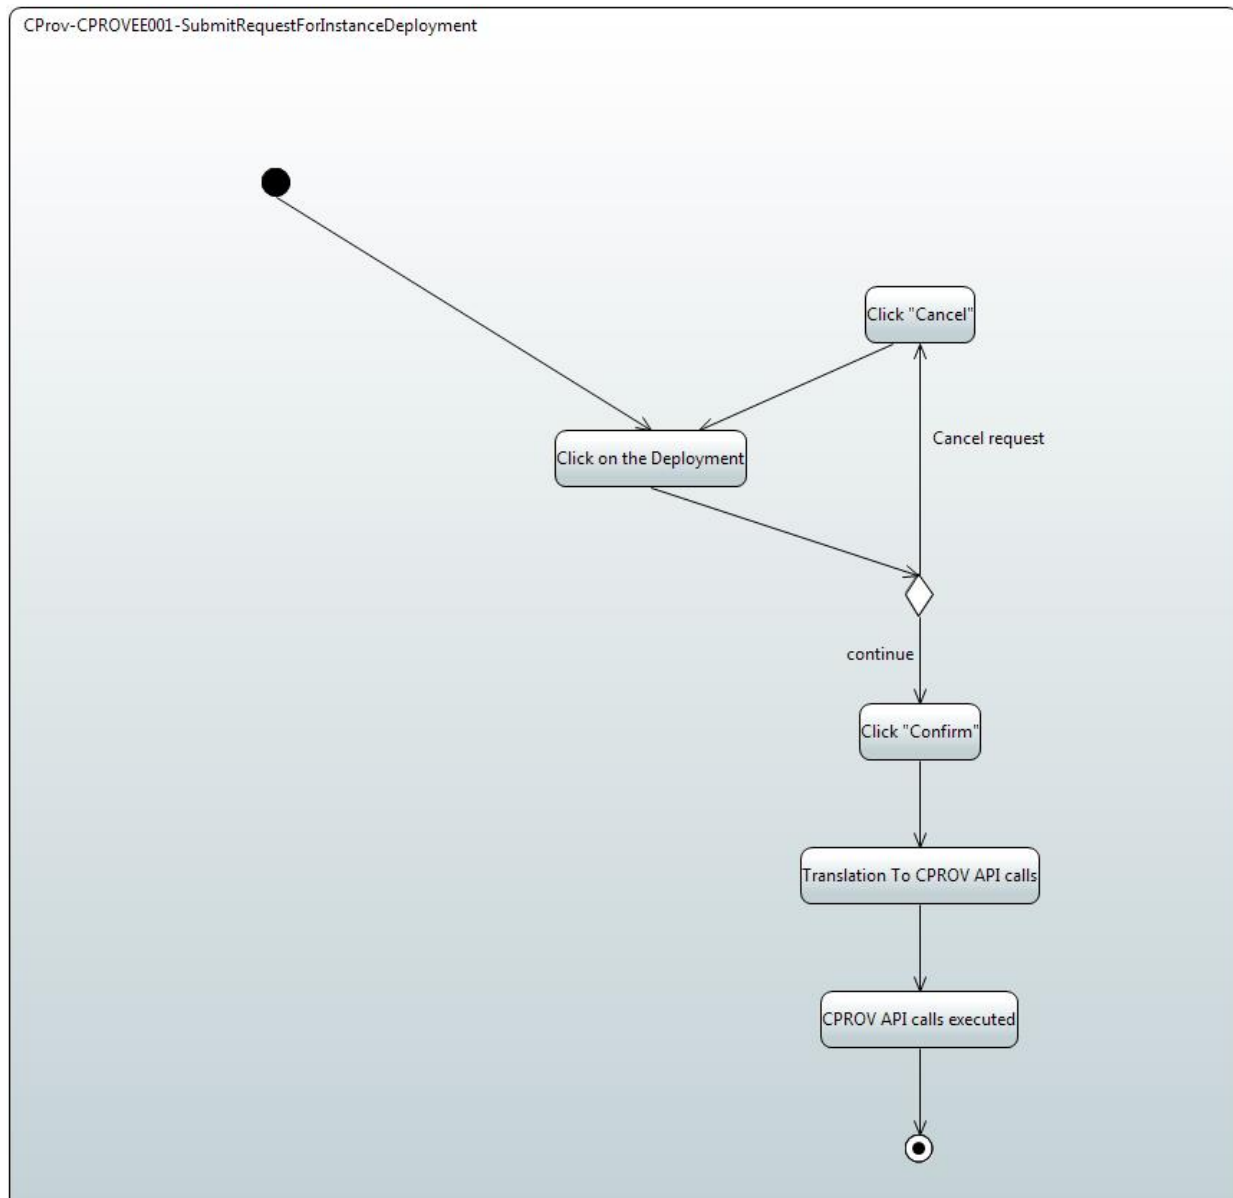 CProv-CPROVEE001-SubmitRequestForInstanceDeployment
Click "Cancel"
Cancel request
Click on the Deployment
continue
Click "Confirm"
Translation To CPROV API calls
CPROV API calls executed